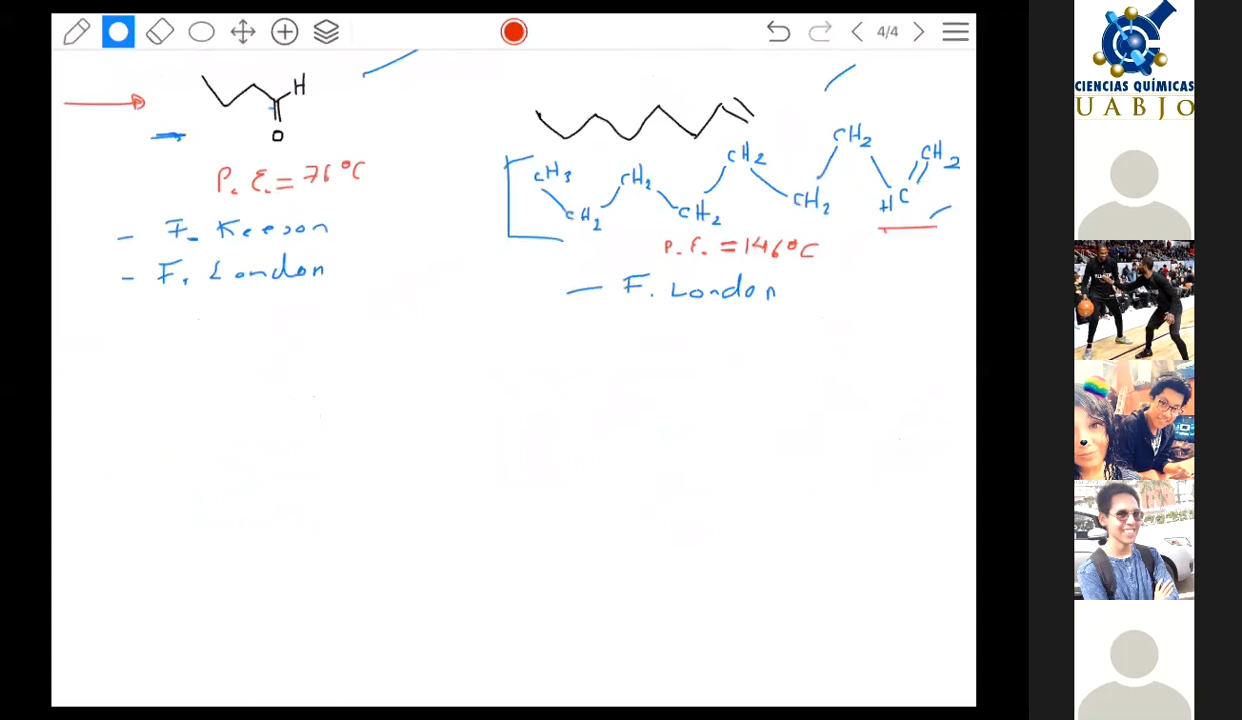 4/4
H
O
P. E. = 76°C
- F. Keeson
- F. London
CH3 CH2 CH2 CH2 CH2 CH2 CH2 HC CH2
P. E. = 146°C
- F. London
CIENCIAS QUÍMICAS
UABJO